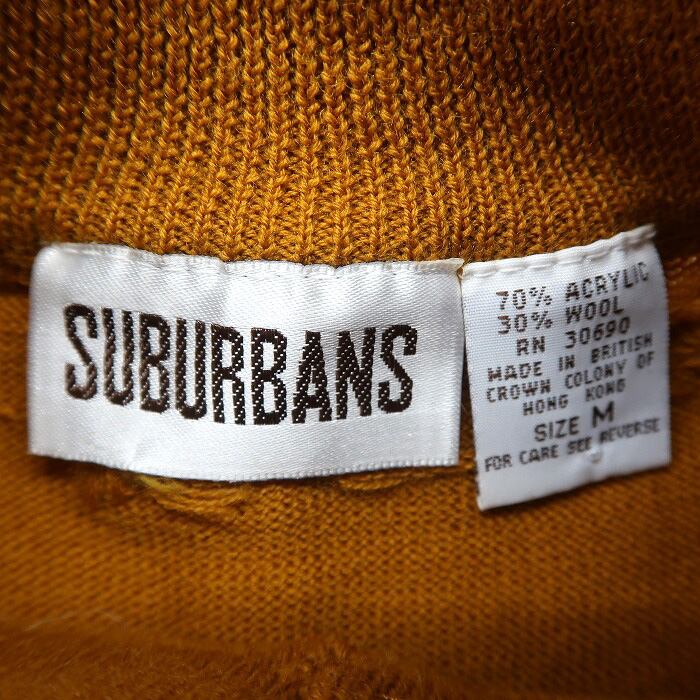 SUBURBANS
70% ACRYLIC
30% WOOL
RN 30690
MADE IN BRITISH
CROWN COLONY OF
HONG KONG
SIZE M
FOR CARE SEE REVERSE